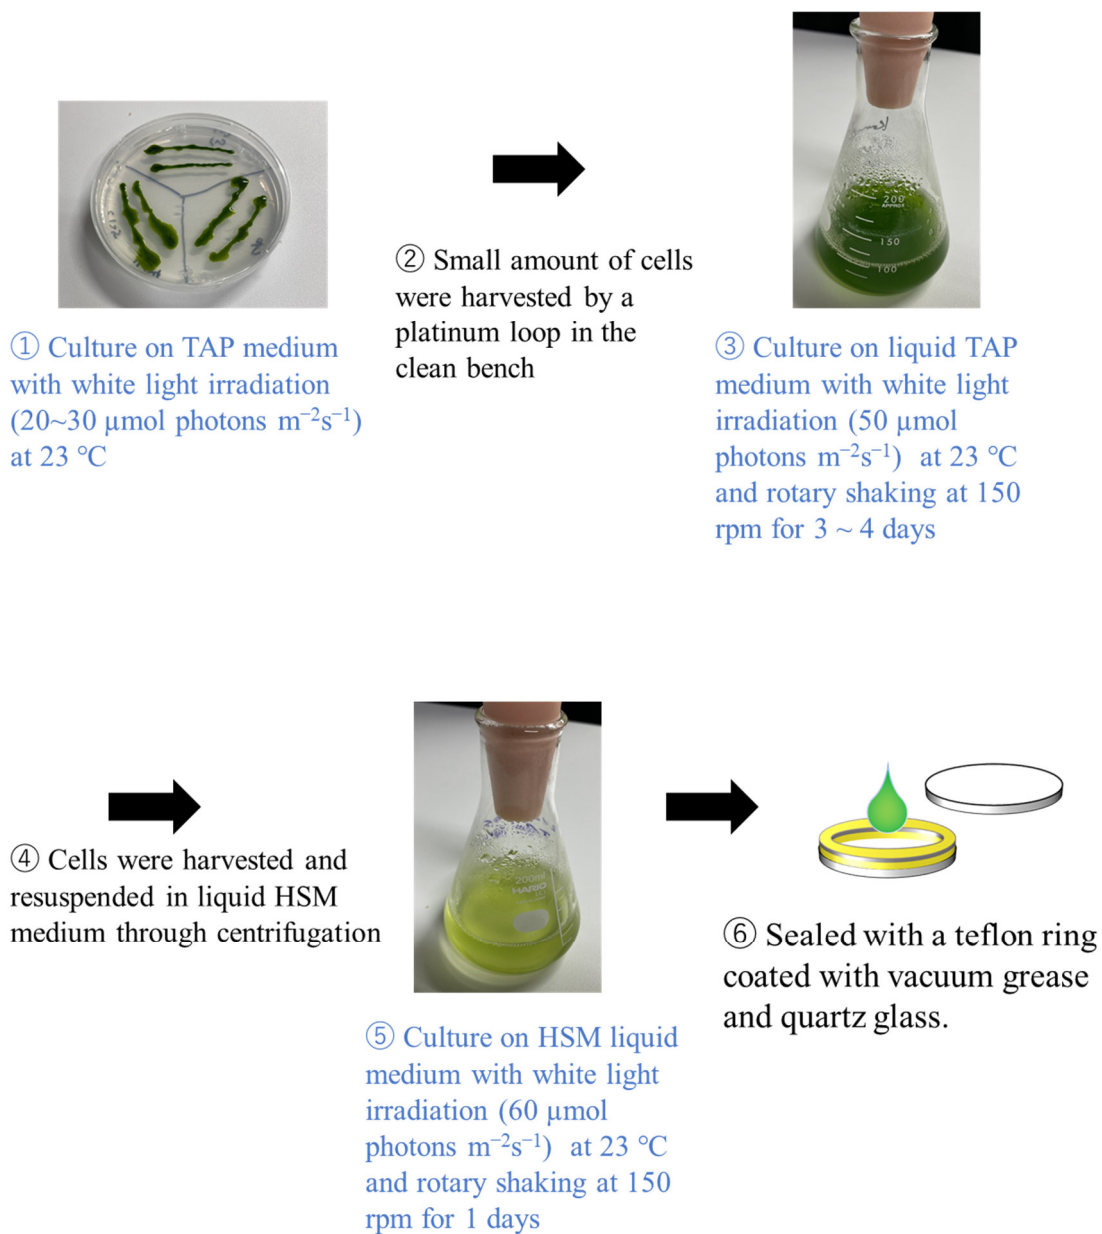 ① Culture on TAP medium
with white light irradiation
(20~30 µmol photons m⁻²s⁻¹)
at 23 ℃
② Small amount of cells
were harvested by a
platinum loop in the
clean bench
200
APPROX
150
100
③ Culture on liquid TAP
medium with white light
irradiation (50 µmol
photons m⁻²s⁻¹) at 23 ℃
and rotary shaking at 150
rpm for 3 ~ 4 days
④ Cells were harvested and
resuspended in liquid HSM
medium through centrifugation
200ml
HARIO
⑤ Culture on HSM liquid
medium with white light
irradiation (60 µmol
photons m⁻²s⁻¹) at 23 ℃
and rotary shaking at 150
rpm for 1 days
⑥ Sealed with a teflon ring
coated with vacuum grease
and quartz glass.